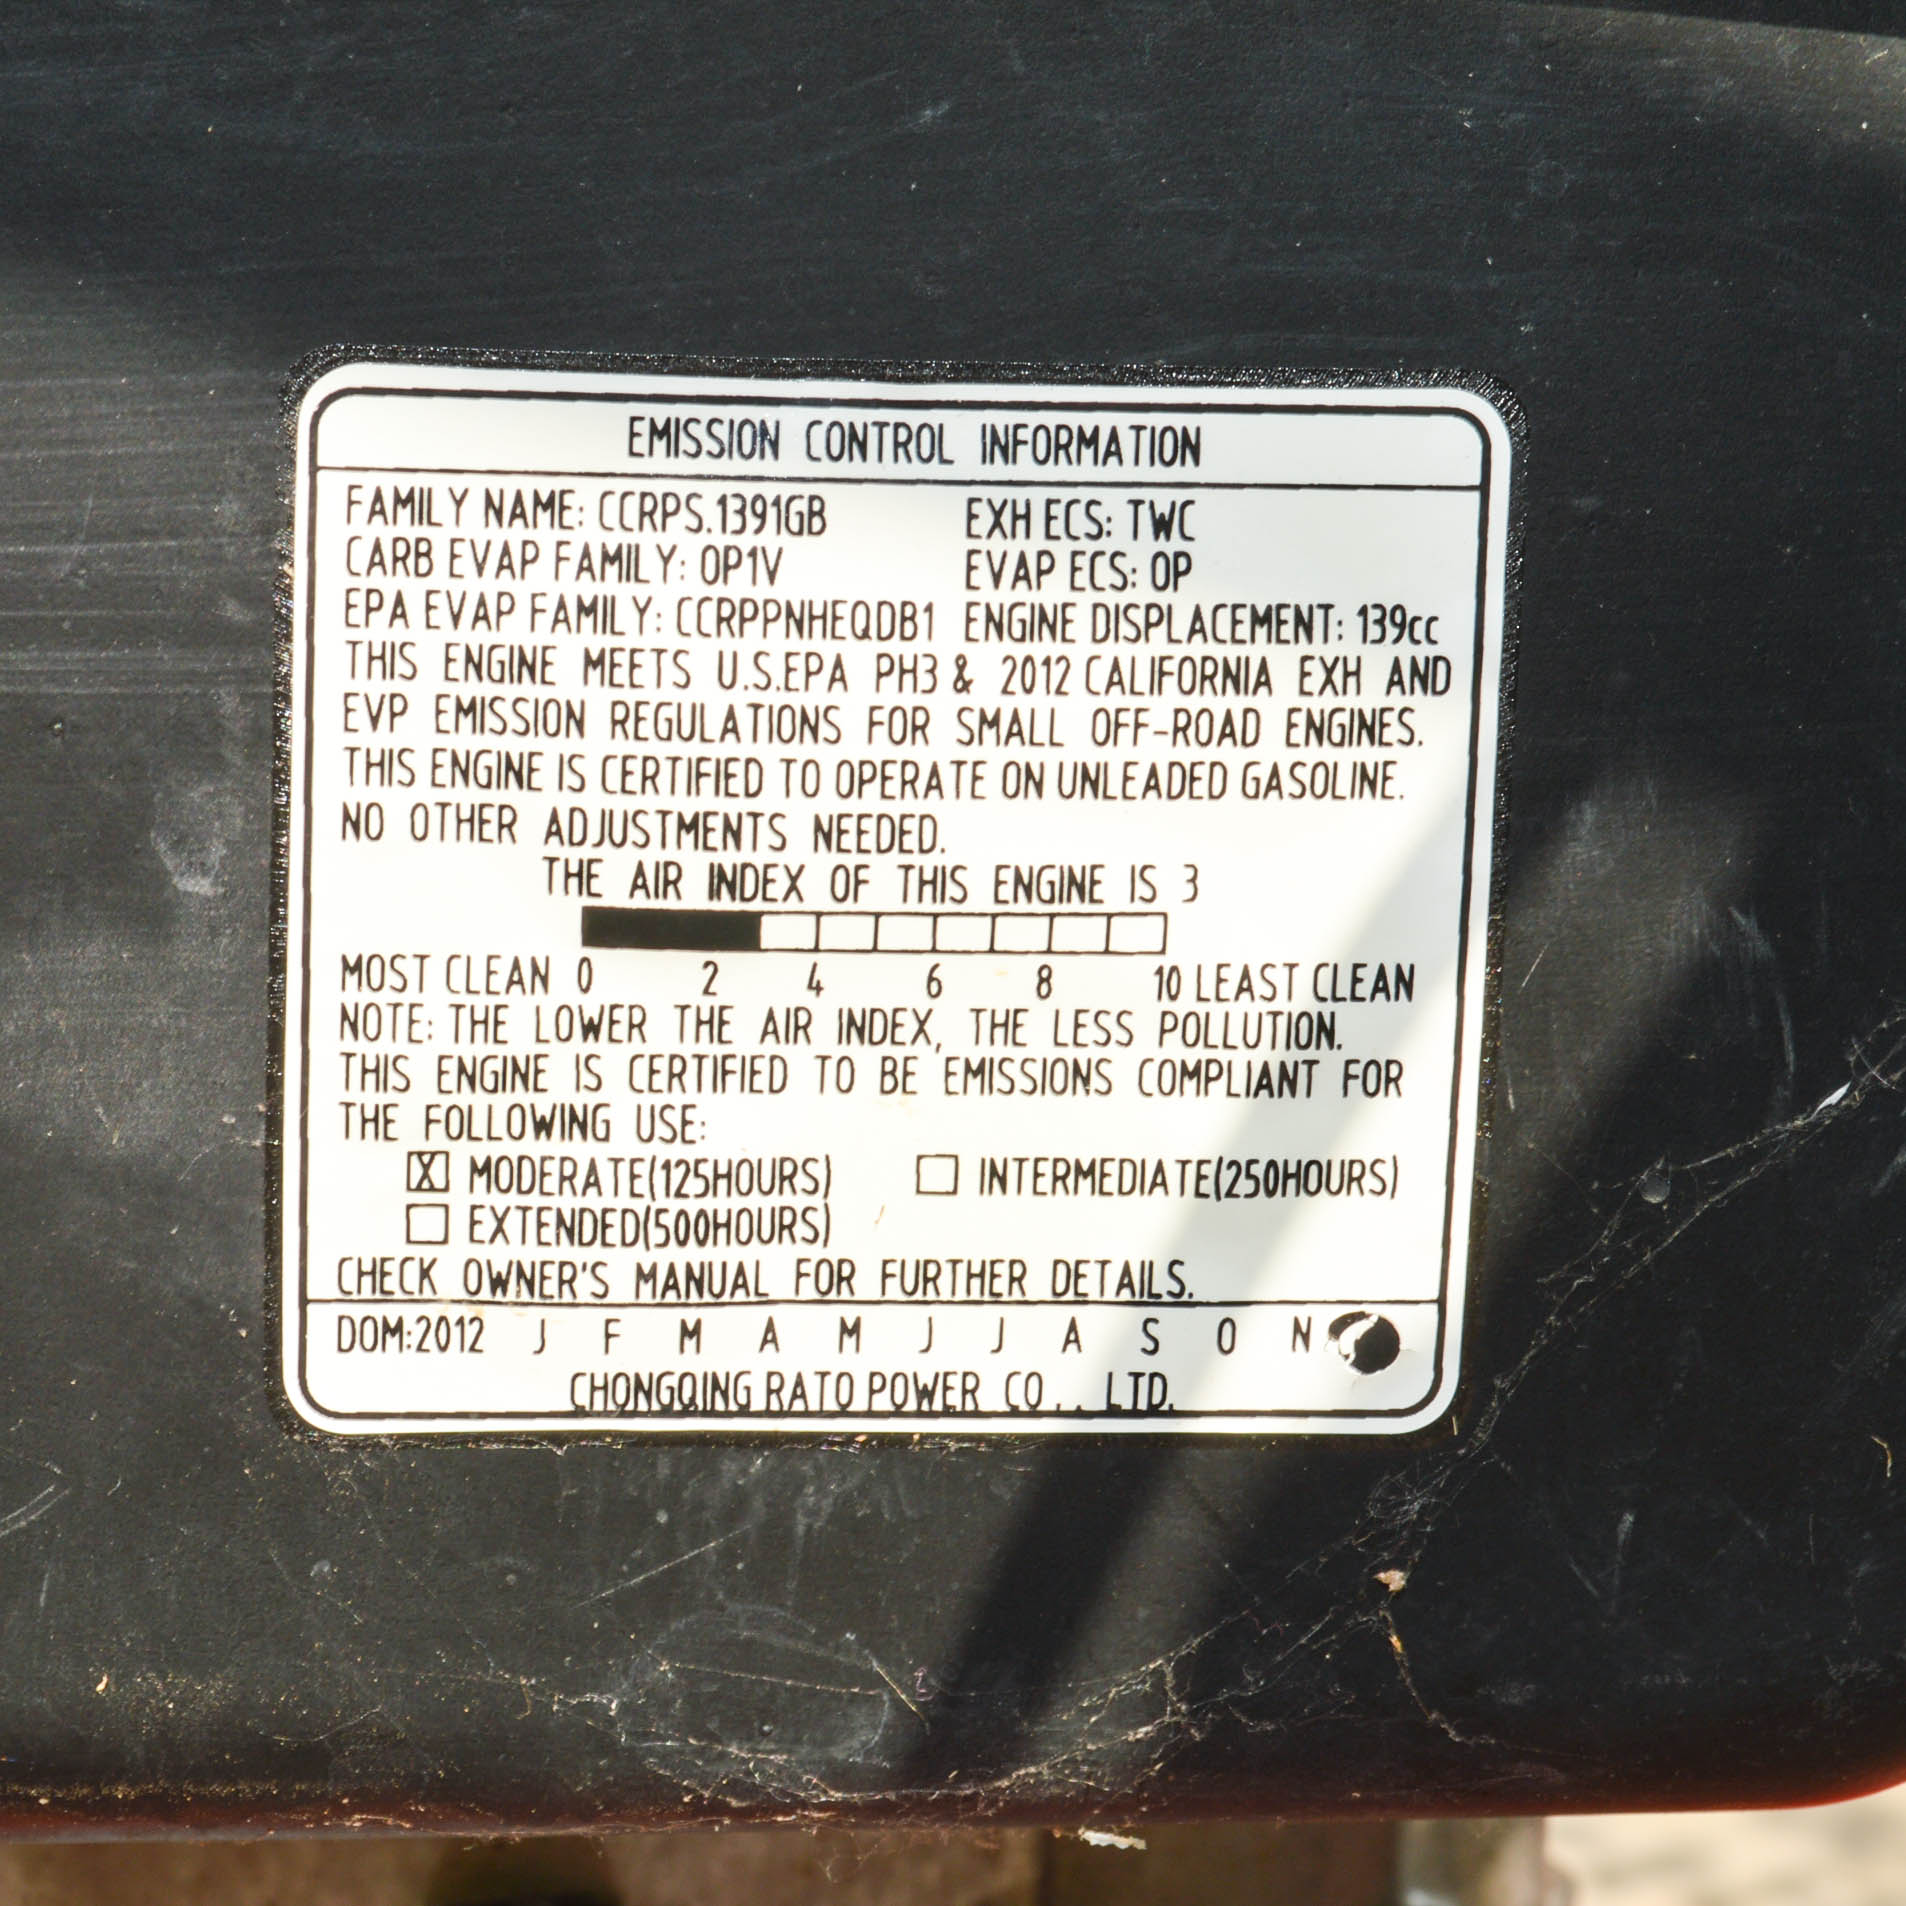 EMISSION CONTROL INFORMATION
FAMILY NAME: CCRPS.1391GB EXH ECS: TWC
CARB EVAP FAMILY: OP1V EVAP ECS: OP
EPA EVAP FAMILY: CCRPPNHEQDB1 ENGINE DISPLACEMENT: 139cc
THIS ENGINE MEETS U.S.EPA PH3 & 2012 CALIFORNIA EXH AND
EVP EMISSION REGULATIONS FOR SMALL OFF-ROAD ENGINES.
THIS ENGINE IS CERTIFIED TO OPERATE ON UNLEADED GASOLINE.
NO OTHER ADJUSTMENTS NEEDED.
THE AIR INDEX OF THIS ENGINE IS 3
MOST CLEAN 0 2 4 6 8 10 LEAST CLEAN
NOTE: THE LOWER THE AIR INDEX, THE LESS POLLUTION.
THIS ENGINE IS CERTIFIED TO BE EMISSIONS COMPLIANT FOR
THE FOLLOWING USE:
X MODERATE(125HOURS) INTERMEDIATE(250HOURS)
EXTENDED(500HOURS)
CHECK OWNER'S MANUAL FOR FURTHER DETAILS.
DOM:2012 J F M A M J J A S O N
CHONGQING RATO POWER CO., LTD.